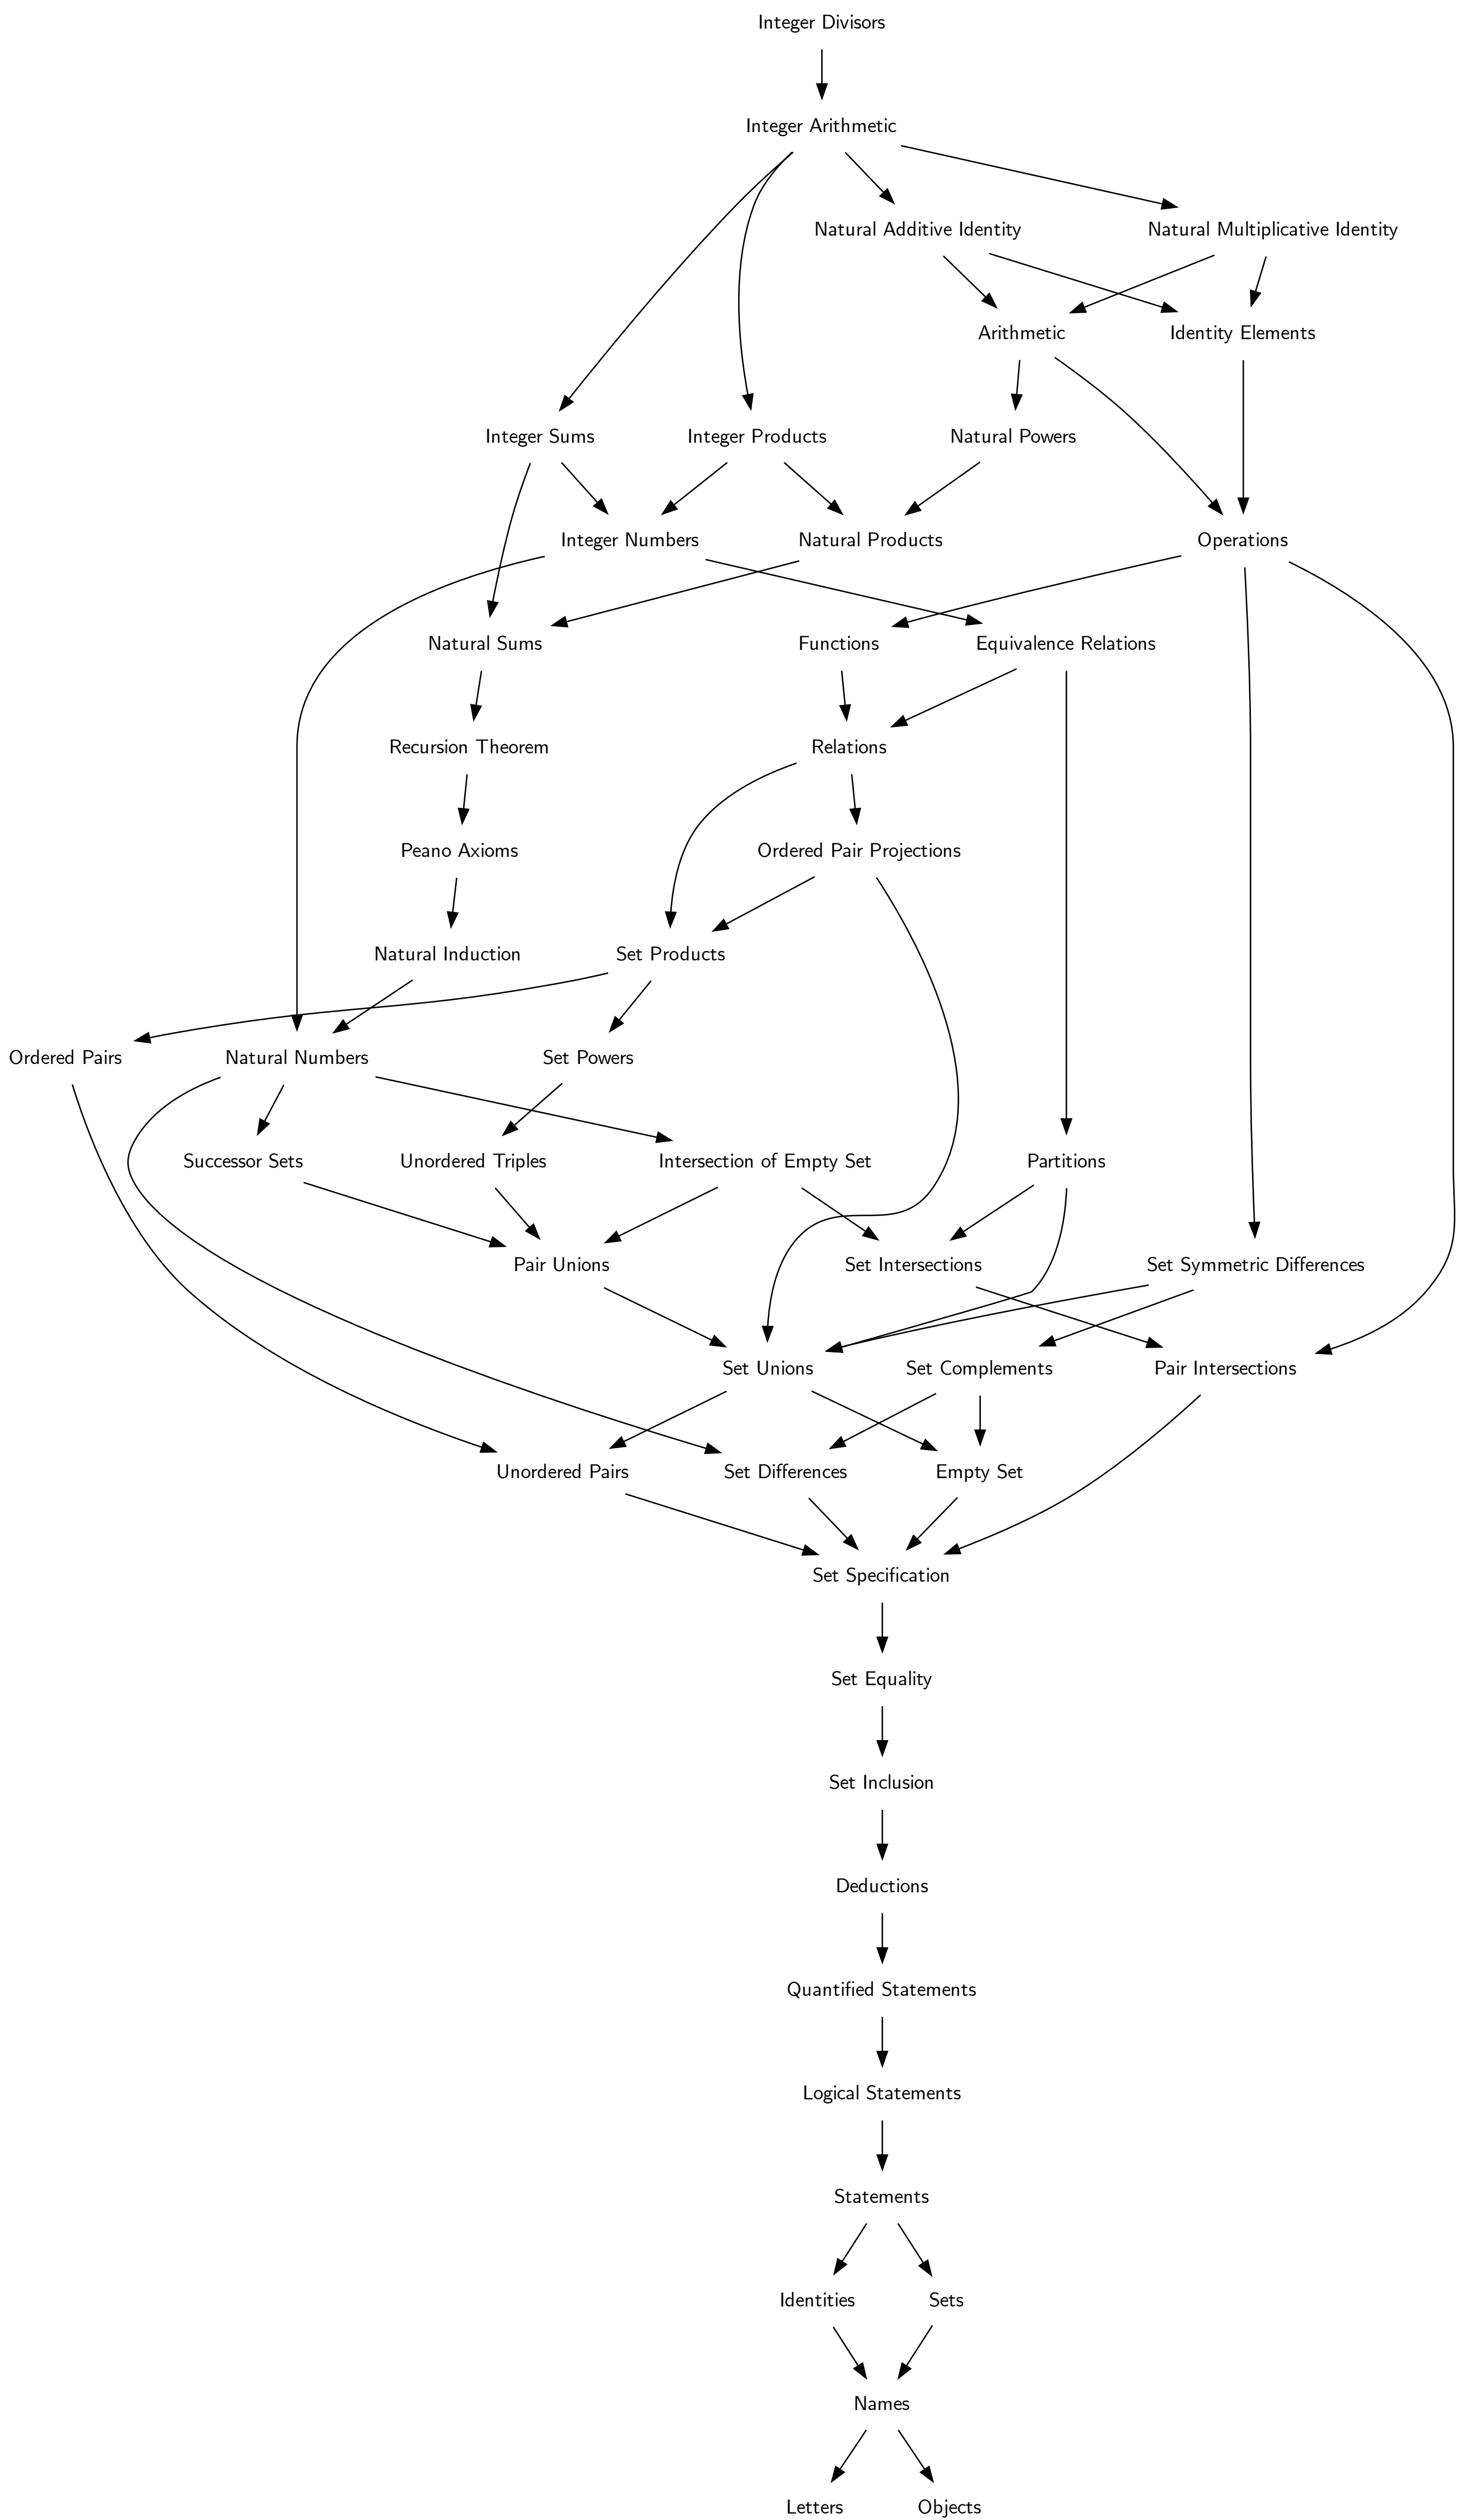 Integer Divisors
Integer Arithmetic
Natural Additive Identity
Natural Multiplicative Identity
Arithmetic
Identity Elements
Integer Sums
Integer Products
Natural Powers
Integer Numbers
Natural Products
Operations
Natural Sums
Functions
Equivalence Relations
Recursion Theorem
Relations
Peano Axioms
Ordered Pair Projections
Natural Induction
Set Products
Ordered Pairs
Natural Numbers
Set Powers
Successor Sets
Unordered Triples
Intersection of Empty Set
Partitions
Pair Unions
Set Intersections
Set Symmetric Differences
Set Unions
Set Complements
Pair Intersections
Unordered Pairs
Set Differences
Empty Set
Set Specification
Set Equality
Set Inclusion
Deductions
Quantified Statements
Logical Statements
Statements
Identities
Sets
Names
Letters
Objects